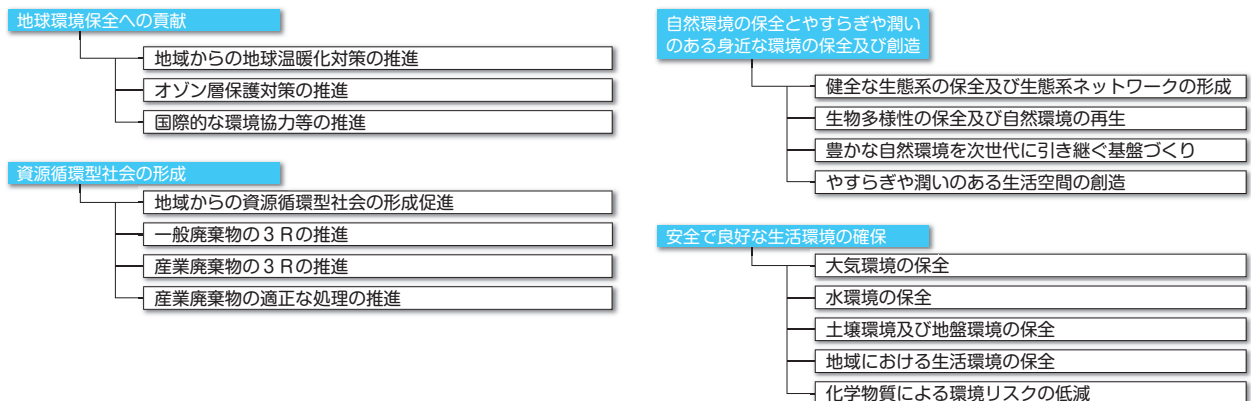 地球環境保全への貢献
地域からの地球温暖化対策の推進
オゾン層保護対策の推進
国際的な環境協力等の推進
資源循環型社会の形成
地域からの資源循環型社会の形成促進
一般廃棄物の３Ｒの推進
産業廃棄物の３Ｒの推進
産業廃棄物の適正な処理の推進
自然環境の保全とやすらぎや潤い
のある身近な環境の保全及び創造
健全な生態系の保全及び生態系ネットワークの形成
生物多様性の保全及び自然環境の再生
豊かな自然環境を次世代に引き継ぐ基盤づくり
やすらぎや潤いのある生活空間の創造
安全で良好な生活環境の確保
大気環境の保全
水環境の保全
土壌環境及び地盤環境の保全
地域における生活環境の保全
化学物質による環境リスクの低減